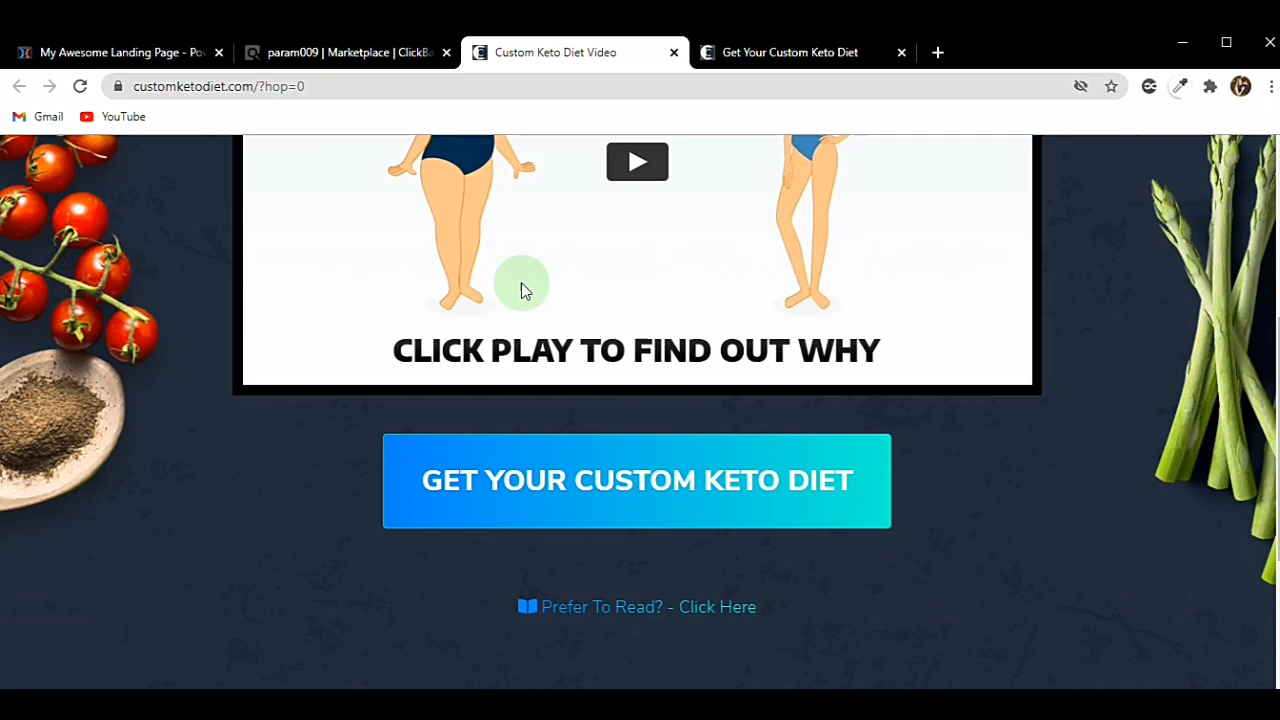 My Awesome Landing Page - Po
param009 | Marketplace | ClickBa
Custom Keto Diet Video
Get Your Custom Keto Diet
customketodiet.com/?hop=0
Gmail
YouTube
CLICK PLAY TO FIND OUT WHY
GET YOUR CUSTOM KETO DIET
Prefer To Read? - Click Here